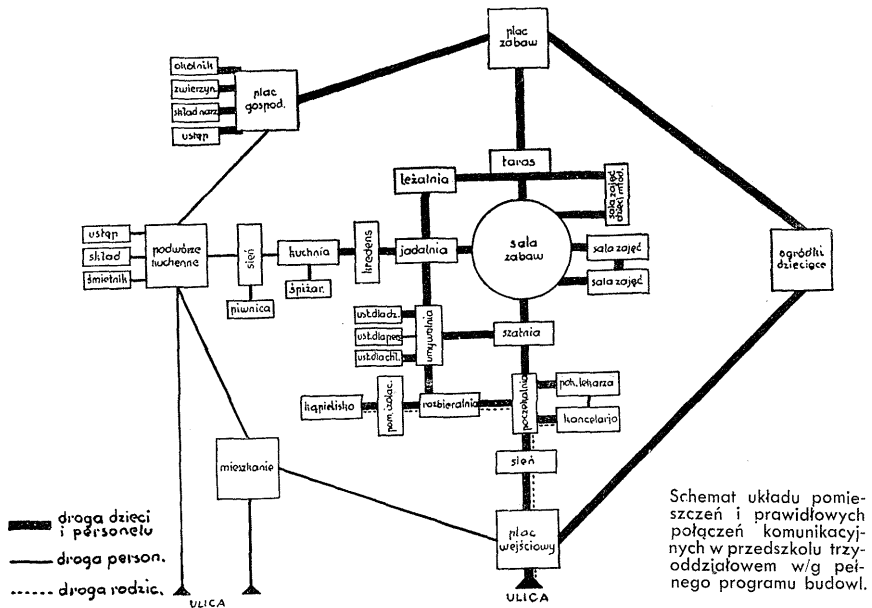 plac
zabaw
okólnik
zwierzyn.
skład narz.
ustęp
plac
gospod.
taras
leżalnia
sala zajęć
dzieci młod.
ustęp
skład
śmietnik
podwórze
kuchenne
sień
piwnica
kuchnia
śpiżar.
kredens
jadalnia
sala
zabaw
sala zajęć
sala zajęć
ogródki
dziecięce
ust.dla dz.
ust.dla per.
ust.dla chł.
umywalnia
szatnia
kąpielisko
pom. izolac.
rozbieralnia
poczekalnia
pok. lekarza
kancelarjo
mieszkanie
sień
plac
wejściowy
droga dzieci
i personelu
droga person.
droga rodzic.
ULICA
ULICA
Schemat układu pomie-
szczeń i prawidłowych
połączeń komunikacyj-
nych w przedszkolu trzy-
oddziałowem w/g peł-
nego programu budowl.